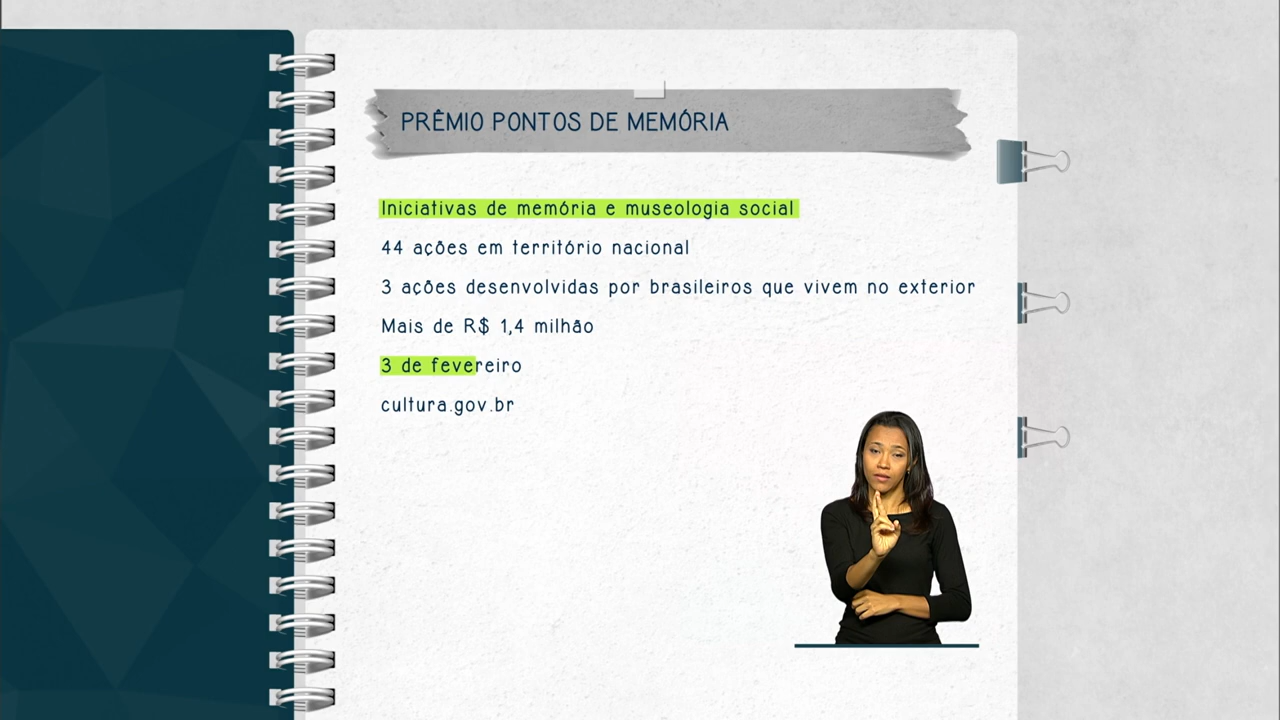 PRÊMIO PONTOS DE MEMÓRIA
Iniciativas de memória e museologia social
44 ações em território nacional
3 ações desenvolvidas por brasileiros que vivem no exterior
Mais de R$ 1,4 milhão
3 de fevereiro
cultura.gov.br